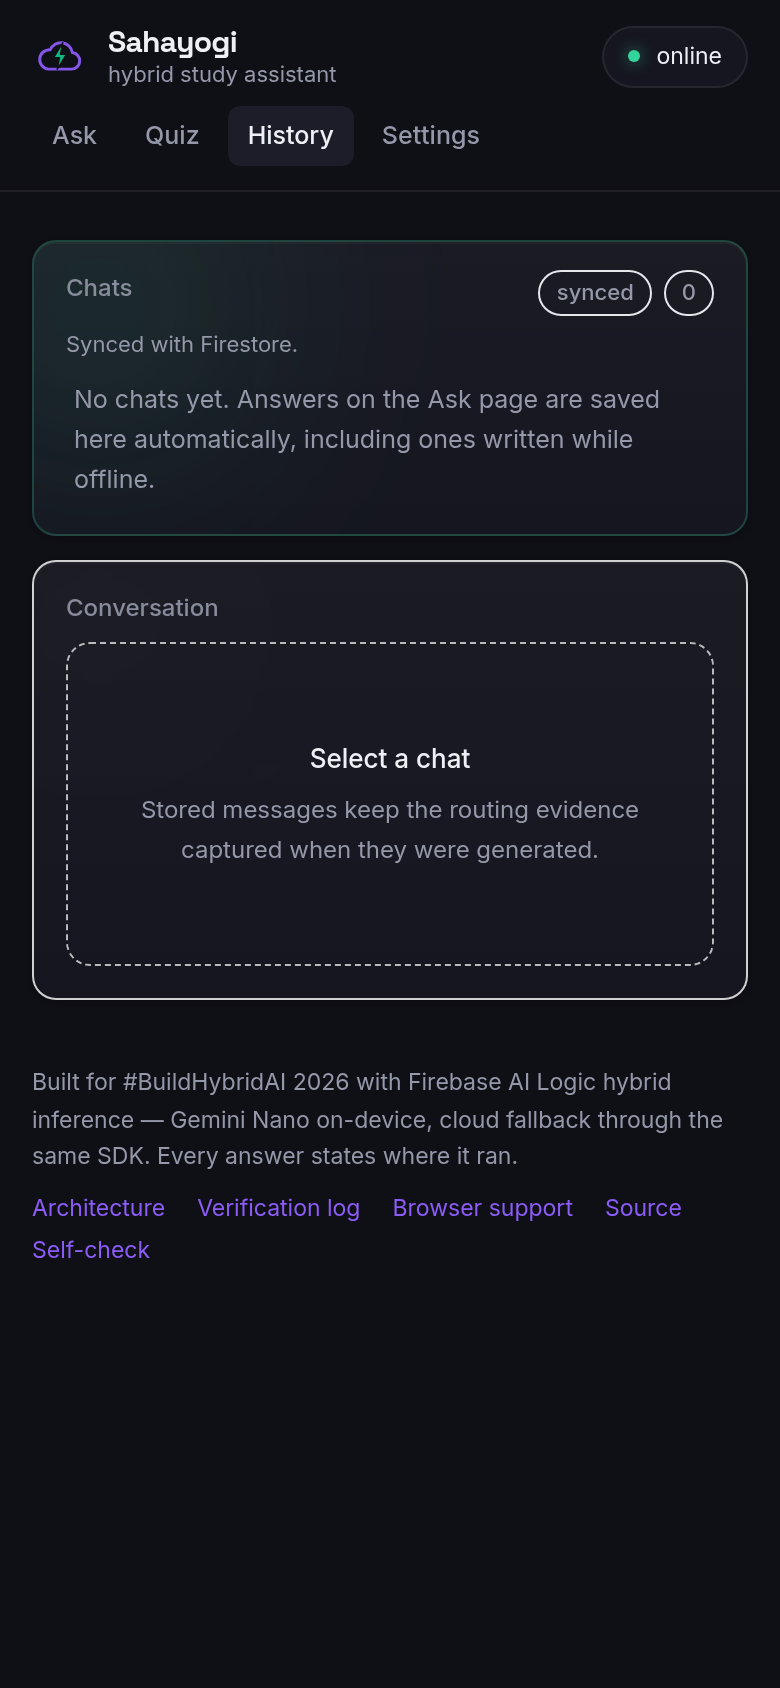 Sahayogi
hybrid study assistant
online
Ask Quiz History Settings
Chats
synced 0
Synced with Firestore.
No chats yet. Answers on the Ask page are saved
here automatically, including ones written while
offline.
Conversation
Select a chat
Stored messages keep the routing evidence
captured when they were generated.
Built for #BuildHybridAI 2026 with Firebase AI Logic hybrid
inference — Gemini Nano on-device, cloud fallback through the
same SDK. Every answer states where it ran.
Architecture Verification log Browser support Source
Self-check